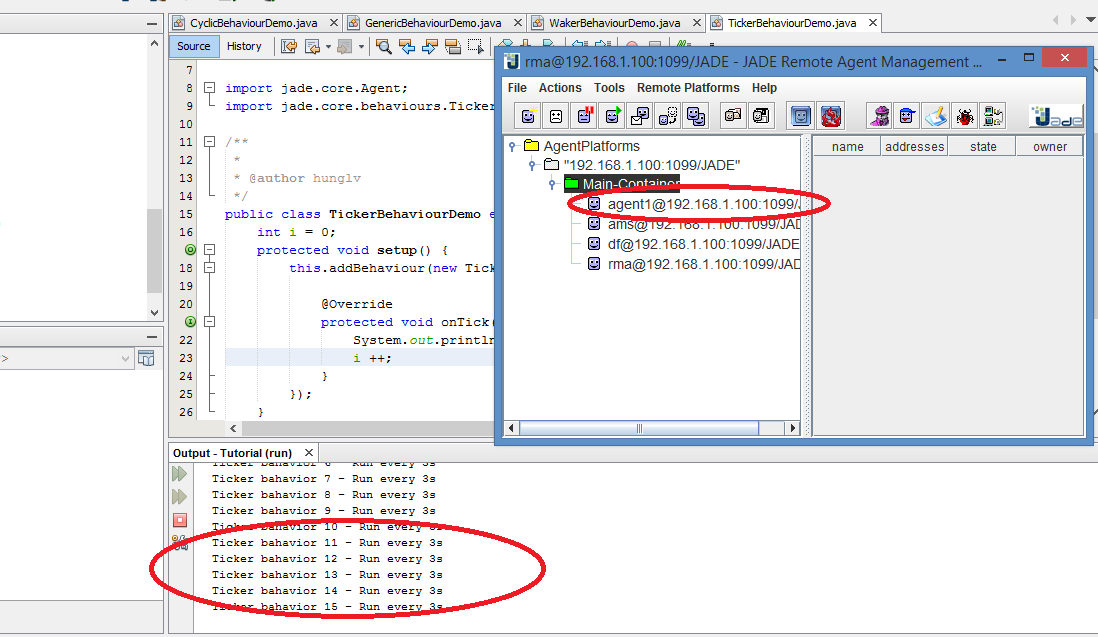 CyclicBehaviourDemo.java
GenericBehaviourDemo.java
WakerBehaviourDemo.java
TickerBehaviourDemo.java
Source History
7
8 import jade.core.Agent;
9 import jade.core.behaviours.Ticker
10
11 /**
12 *
13 * @author hunglv
14 */
15 public class TickerBehaviourDemo e
16 int i = 0;
protected void setup() {
18 this.addBehaviour(new Tick
19
20 @Override
protected void onTick(
22 System.out.println
23 i ++;
24 }
25 });
26 }
rma@192.168.1.100:1099/JADE - JADE Remote Agent Management ...
File Actions Tools Remote Platforms Help
Jade
AgentPlatforms
"192.168.1.100:1099/JADE"
Main-Container
agent1@192.168.1.100:1099/
ams@192.168.1.100:1099/JAD
df@192.168.1.100:1099/JADE
rma@192.168.1.100:1099/JAD
name addresses state owner
Output - Tutorial (run)
Ticker bahavior 6 - Run every 3s
Ticker bahavior 7 - Run every 3s
Ticker bahavior 8 - Run every 3s
Ticker bahavior 9 - Run every 3s
Ticker bahavior 10 - Run every 3s
Ticker bahavior 11 - Run every 3s
Ticker bahavior 12 - Run every 3s
Ticker bahavior 13 - Run every 3s
Ticker bahavior 14 - Run every 3s
Ticker bahavior 15 - Run every 3s